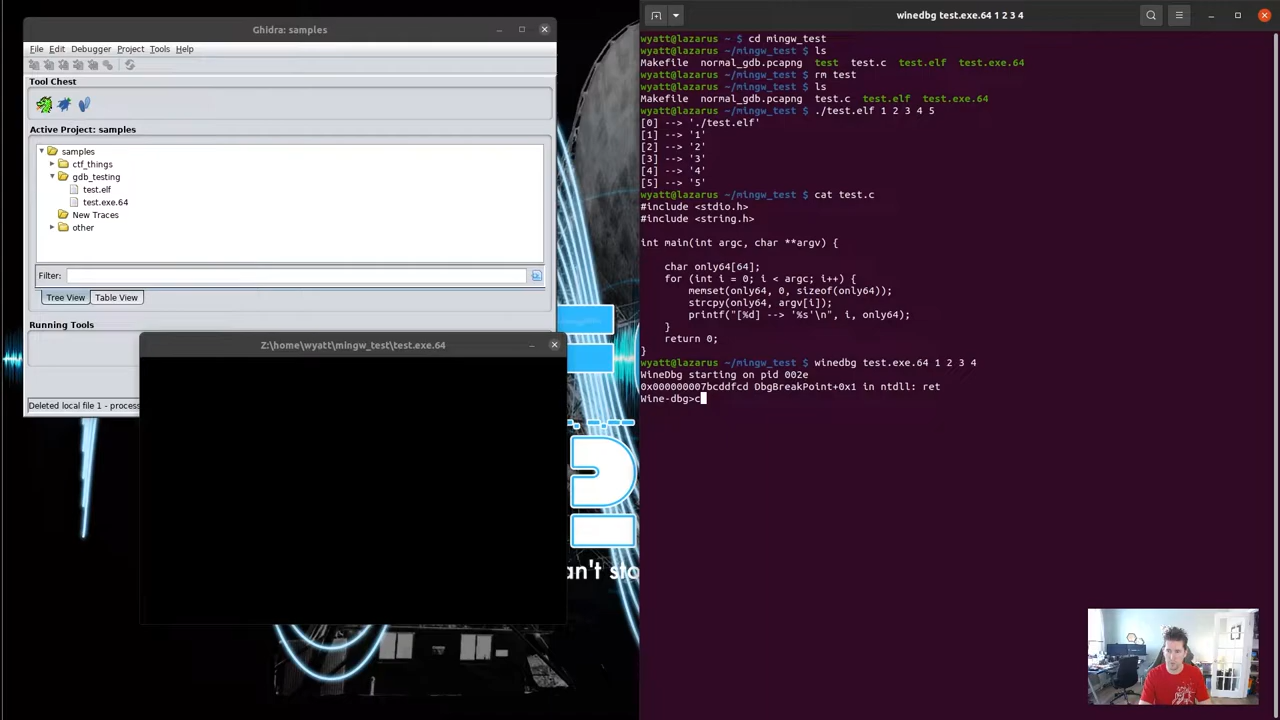 Ghidra: samples
File Edit Debugger Project Tools Help
Tool Chest
Active Project: samples
samples
ctf_things
gdb_testing
test.elf
test.exe.64
New Traces
other
Filter:
Tree View Table View
Running Tools
Deleted local file 1 - process
Z:\home\wyatt\mingw_test\test.exe.64
an't sto
winedbg test.exe.64 1 2 3 4
wyatt@lazarus ~ $ cd mingw_test
wyatt@lazarus ~/mingw_test $ ls
Makefile normal_gdb.pcapng test test.c test.elf test.exe.64
wyatt@lazarus ~/mingw_test $ rm test
wyatt@lazarus ~/mingw_test $ ls
Makefile normal_gdb.pcapng test.c test.elf test.exe.64
wyatt@lazarus ~/mingw_test $ ./test.elf 1 2 3 4 5
[0] --> './test.elf'
[1] --> '1'
[2] --> '2'
[3] --> '3'
[4] --> '4'
[5] --> '5'
wyatt@lazarus ~/mingw_test $ cat test.c
#include <stdio.h>
#include <string.h>
int main(int argc, char **argv) {
char only64[64];
for (int i = 0; i < argc; i++) {
memset(only64, 0, sizeof(only64));
strcpy(only64, argv[i]);
printf("[%d] --> '%s'\n", i, only64);
}
return 0;
}
wyatt@lazarus ~/mingw_test $ winedbg test.exe.64 1 2 3 4
WineDbg starting on pid 002e
0x000000007bcddfcd DbgBreakPoint+0x1 in ntdll: ret
Wine-dbg>c